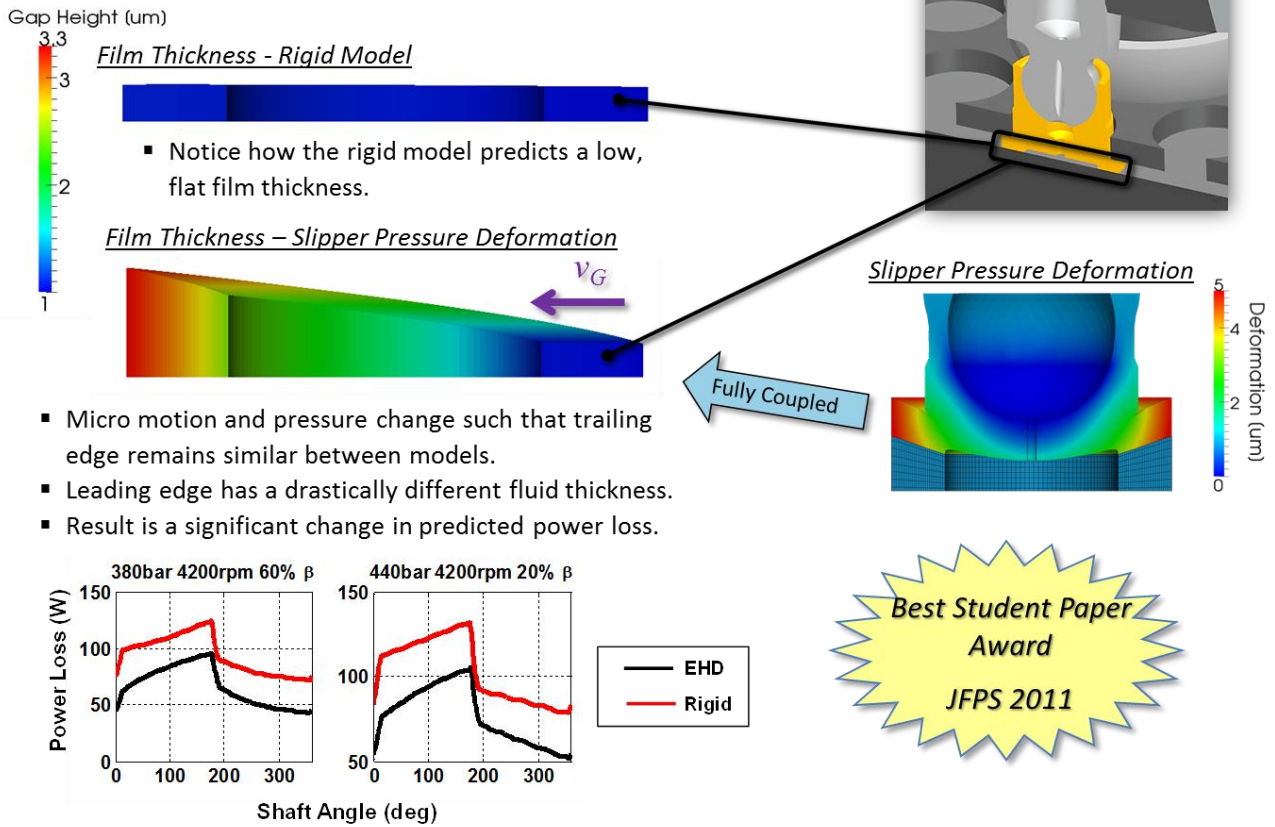 Gap Height (um)
3.3
3
2
1
Film Thickness - Rigid Model
▪ Notice how the rigid model predicts a low,
flat film thickness.
Film Thickness – Slipper Pressure Deformation
vG
Slipper Pressure Deformation
5
4
2
0
Deformation (um)
Fully Coupled
▪ Micro motion and pressure change such that trailing
edge remains similar between models.
▪ Leading edge has a drastically different fluid thickness.
▪ Result is a significant change in predicted power loss.
380bar 4200rpm 60% β
150
100
50
0
0 100 200 300
Power Loss (W)
440bar 4200rpm 20% β
150
100
50
0 100 200 300
Shaft Angle (deg)
EHD
Rigid
Best Student Paper
Award
JFPS 2011